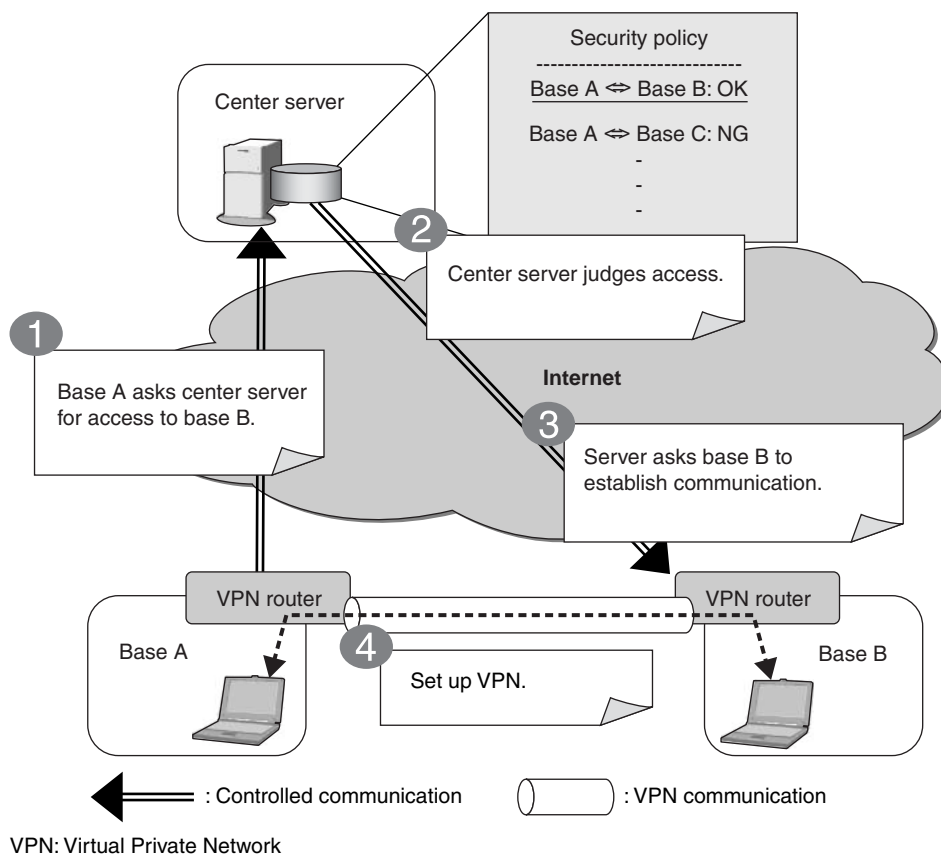 Security policy
--------------------------
Base A ⇔ Base B: OK
Base A ⇔ Base C: NG
-
-
-
Center server
2
Center server judges access.
1
Base A asks center server
for access to base B.
Internet
3
Server asks base B to
establish communication.
VPN router
VPN router
Base A
Base B
4
Set up VPN.
: Controlled communication
: VPN communication
VPN: Virtual Private Network